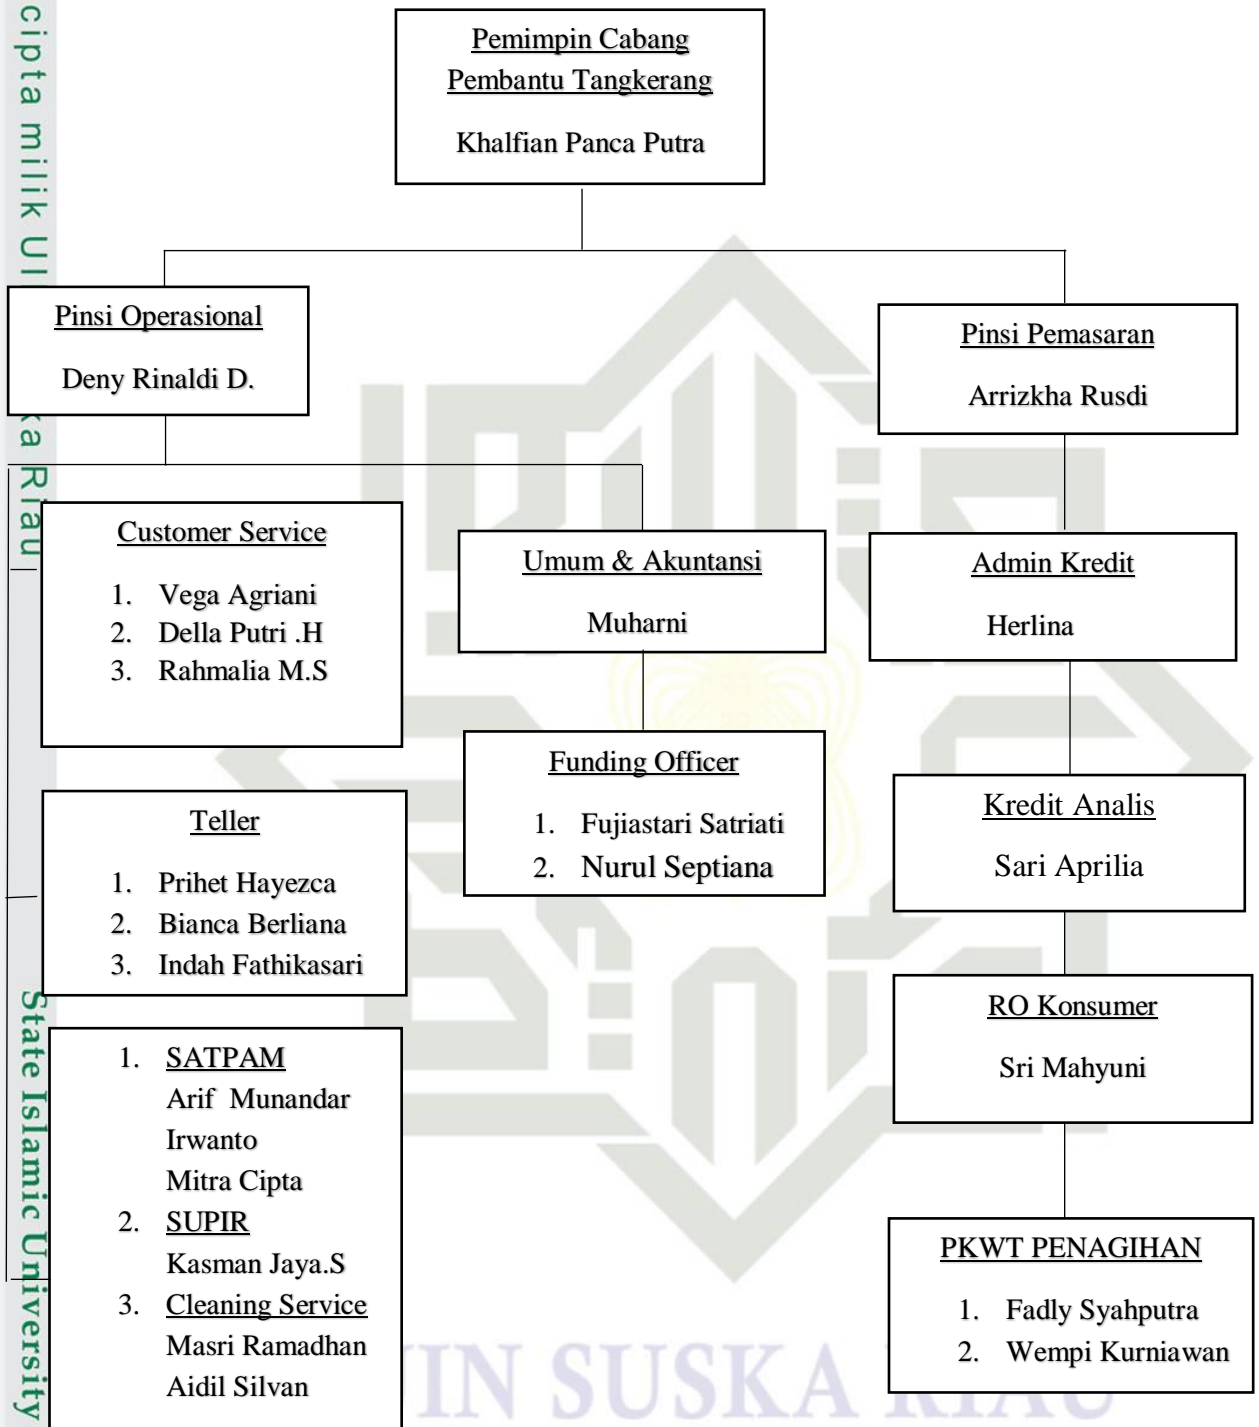 Pemimpin Cabang
Pembantu Tangkerang
Khalfian Panca Putra
Pinsi Operasional
Deny Rinaldi D.
Pinsi Pemasaran
Arrizkha Rusdi
Customer Service
1. Vega Agriani
2. Della Putri .H
3. Rahmalia M.S
Umum & Akuntansi
Muharni
Admin Kredit
Herlina
Funding Officer
1. Fujiastari Satriati
2. Nurul Septiana
Kredit Analis
Sari Aprilia
Teller
1. Prihet Hayezca
2. Bianca Berliana
3. Indah Fathikasari
RO Konsumer
Sri Mahyuni
1. SATPAM
Arif Munandar
Irwanto
Mitra Cipta
2. SUPIR
Kasman Jaya.S
3. Cleaning Service
Masri Ramadhan
Aidil Silvan
PKWT PENAGIHAN
1. Fadly Syahputra
2. Wempi Kurniawan
cipta milik UI
ka Riau
State Islamic University
IN SUSKA RIAU